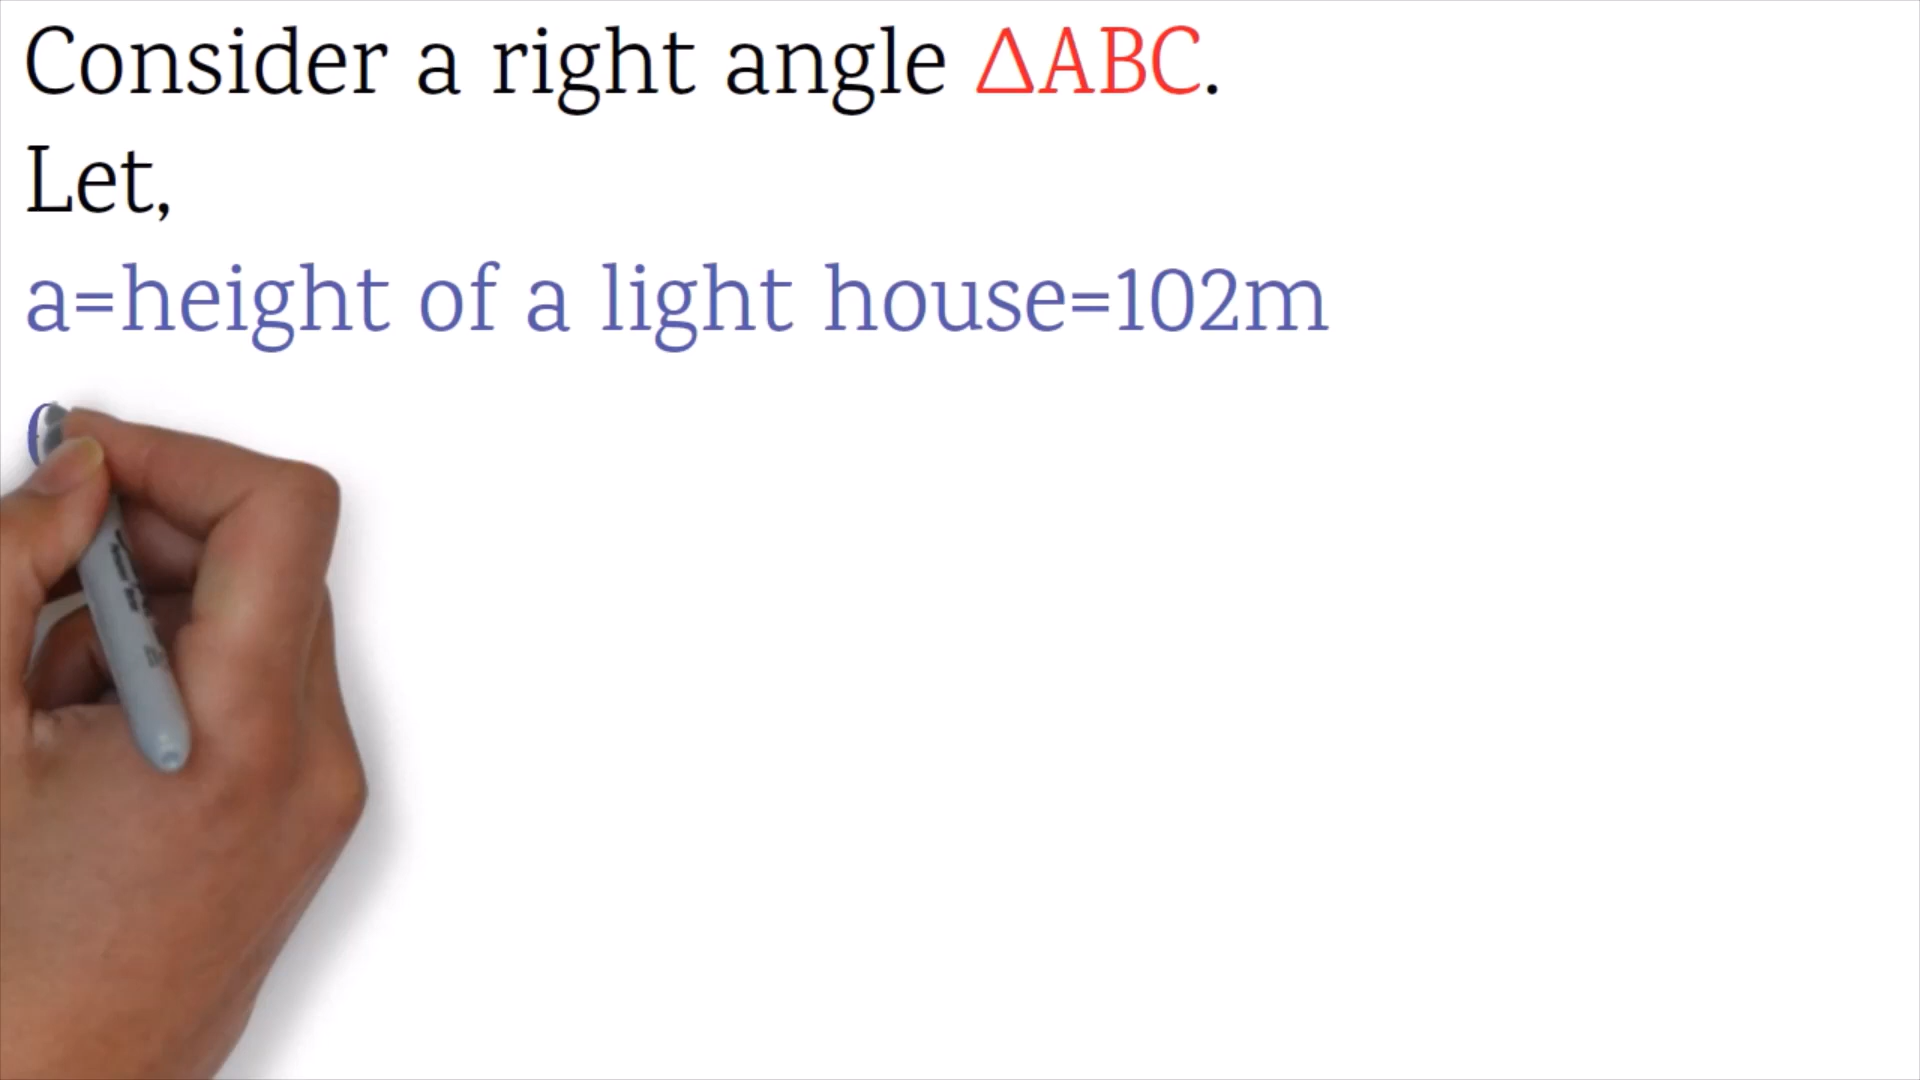 Consider a right angle ΔABC.
Let,
a=height of a light house=102m